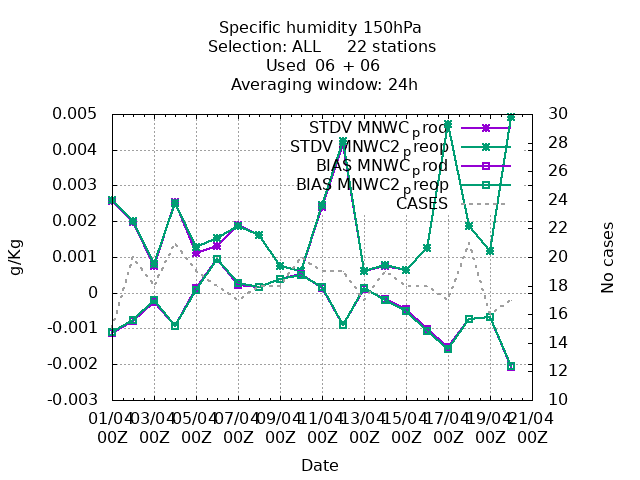 Specific humidity 150hPa
Selection: ALL 22 stations
Used 06 + 06
Averaging window: 24h
0.005
0.004
0.003
0.002
0.001
0
-0.001
-0.002
-0.003
g/Kg
30
28
26
24
22
20
18
16
14
12
10
No cases
STDV MNWC_prod
STDV MNWC2_preop
BIAS MNWC_prod
BIAS MNWC2_preop
CASES
01/04 03/04 05/04 07/04 09/04 11/04 13/04 15/04 17/04 19/04 21/04
00Z 00Z 00Z 00Z 00Z 00Z 00Z 00Z 00Z 00Z 00Z
Date